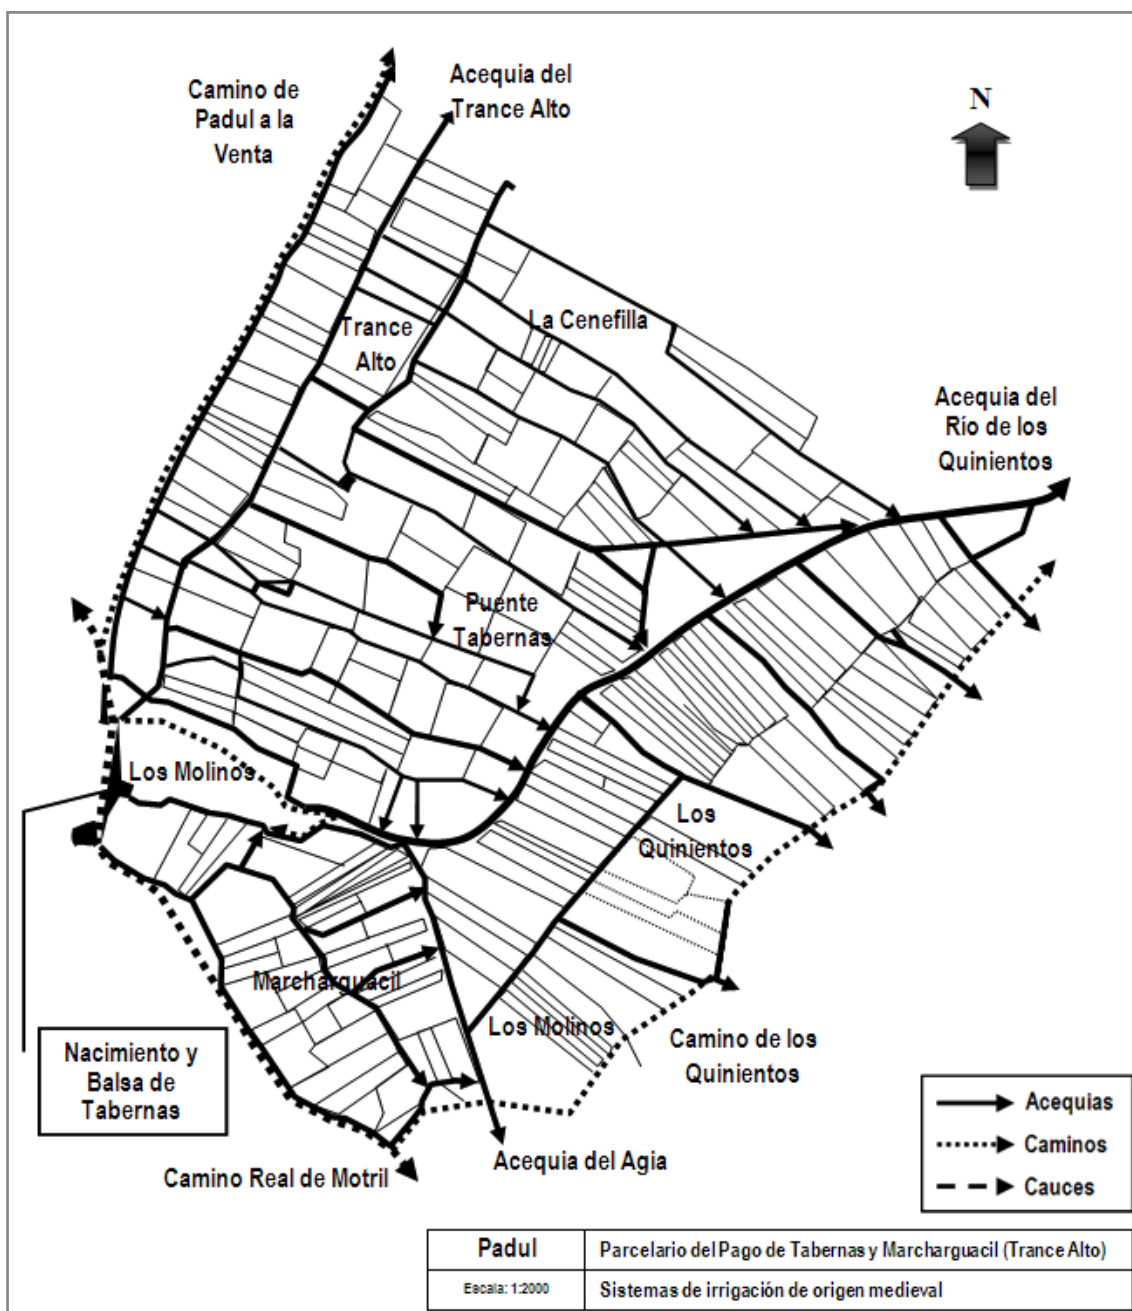 Camino de
Padul a la
Venta
Acequia del
Trance Alto
N
La Cenefilla
Trance
Alto
Acequia del
Río de los
Quinientos
Puente
Tabernas
Los Molinos
Los
Quinientos
Marcharguacil
Los Molinos
Nacimiento y
Balsa de
Tabernas
Camino de los
Quinientos
Camino Real de Motril
Acequia del Agia
Acequias
Caminos
Cauces
Padul
Parcelario del Pago de Tabernas y Marcharguacil (Trance Alto)
Escala: 1:2000
Sistemas de irrigación de origen medieval